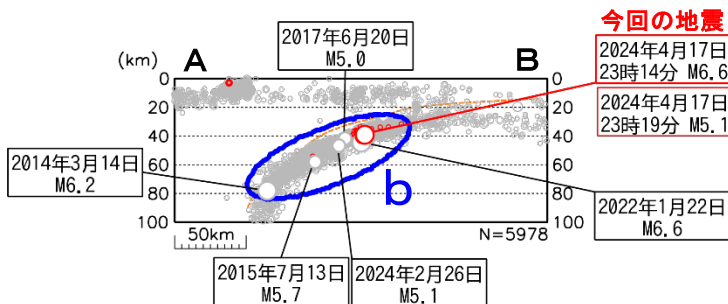 今回の地震
2017年6月20日
M5.0
2024年4月17日
23時14分 M6.6
2024年4月17日
23時19分 M5.1
(km)
A
B
0
20
40
60
80
100
0
20
40
60
80
100
2014年3月14日
M6.2
b
2022年1月22日
M6.6
50km
N=5978
2015年7月13日
M5.7
2024年2月26日
M5.1